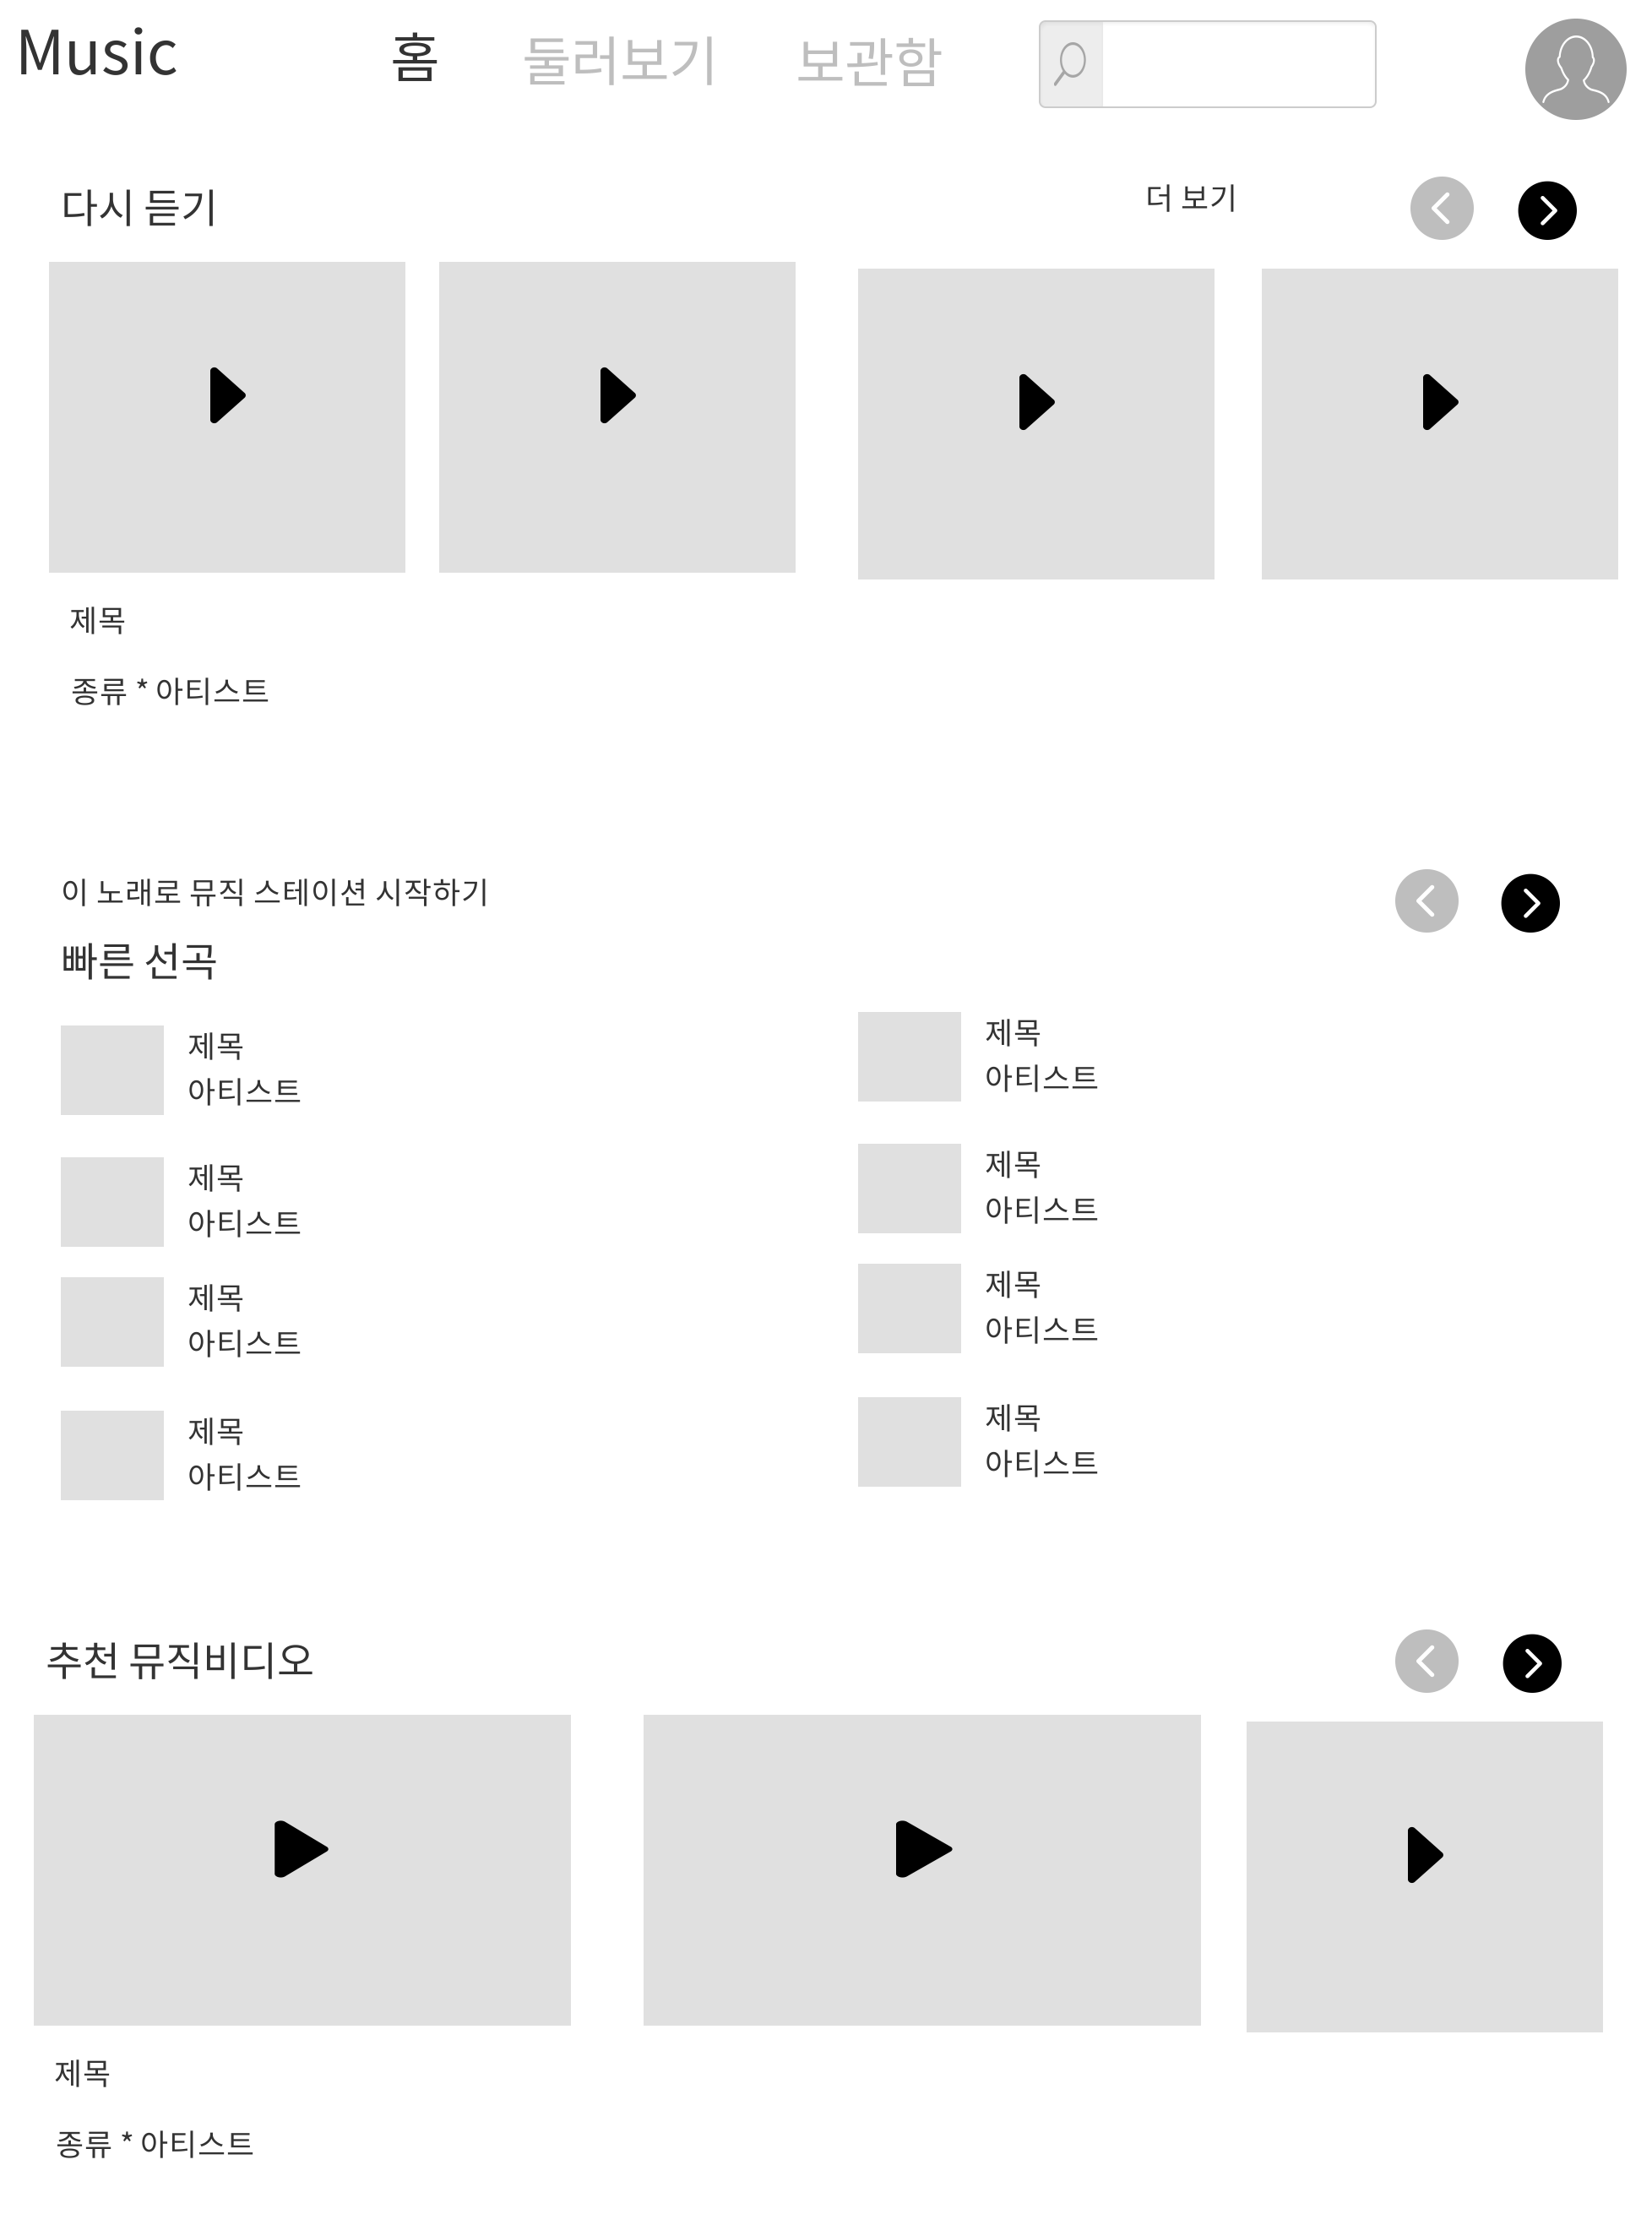 Music 홈 둘러보기 보관함
다시 듣기 더 보기
제목
종류 * 아티스트
이 노래로 뮤직 스테이션 시작하기
빠른 선곡
제목
아티스트
제목
아티스트
제목
아티스트
제목
아티스트
제목
아티스트
제목
아티스트
제목
아티스트
제목
아티스트
추천 뮤직비디오
제목
종류 * 아티스트